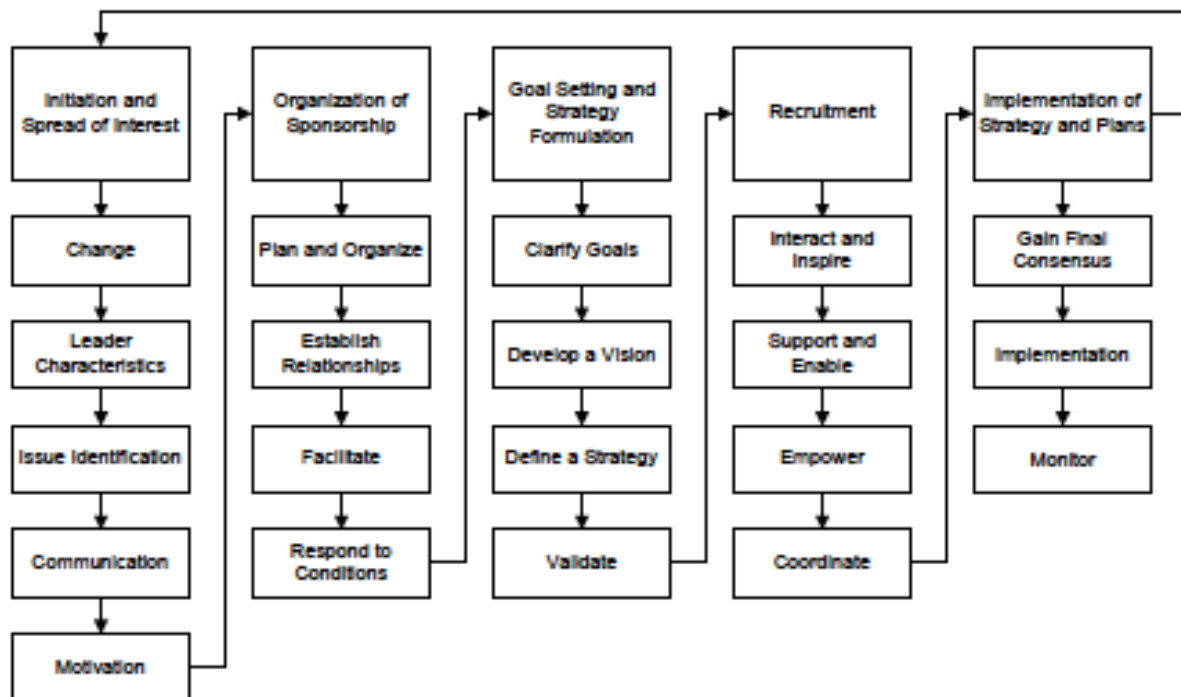 Initiation and
Spread of Interest
Change
Leader
Characteristics
Issue Identification
Communication
Motivation
Organization of
Sponsorship
Plan and Organize
Establish
Relationships
Facilitate
Respond to
Conditions
Goal Setting and
Strategy
Formulation
Clarify Goals
Develop a Vision
Define a Strategy
Validate
Recruitment
Interact and
Inspire
Support and
Enable
Empower
Coordinate
Implementation of
Strategy and Plans
Gain Final
Consensus
Implementation
Monitor